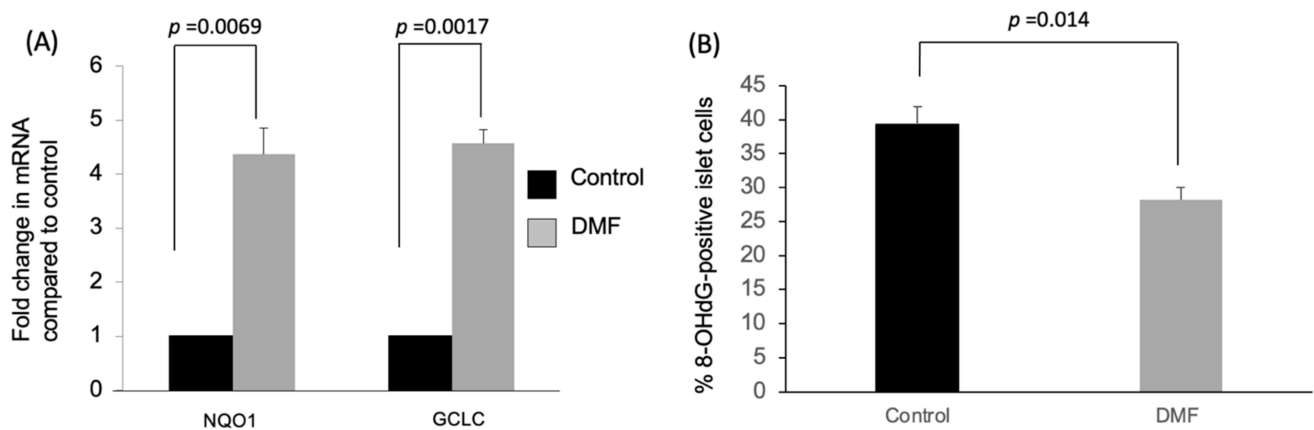 (A)
p =0.0069
p =0.0017
Fold change in mRNA
compared to control
6
5
4
3
2
1
0
NQO1
GCLC
Control
DMF
(B)
p =0.014
% 8-OHdG-positive islet cells
45
40
35
30
25
20
15
10
5
0
Control
DMF